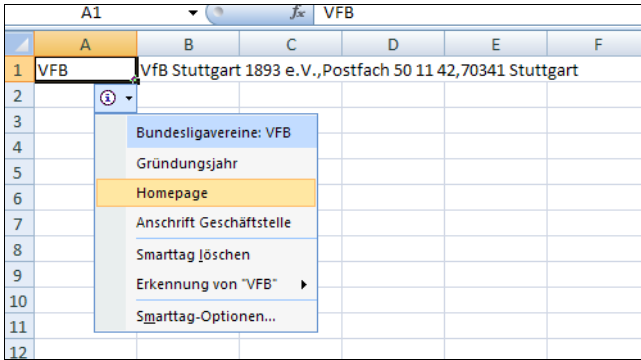 A1 fx VFB
A B C D E F
1 VFB VfB Stuttgart 1893 e.V.,Postfach 50 11 42,70341 Stuttgart
2
3
Bundesligavereine: VFB
4
Gründungsjahr
5
Homepage
6
Anschrift Geschäftstelle
7
8
Smarttag löschen
9
Erkennung von "VFB"
10
Smarttag-Optionen...
11
12